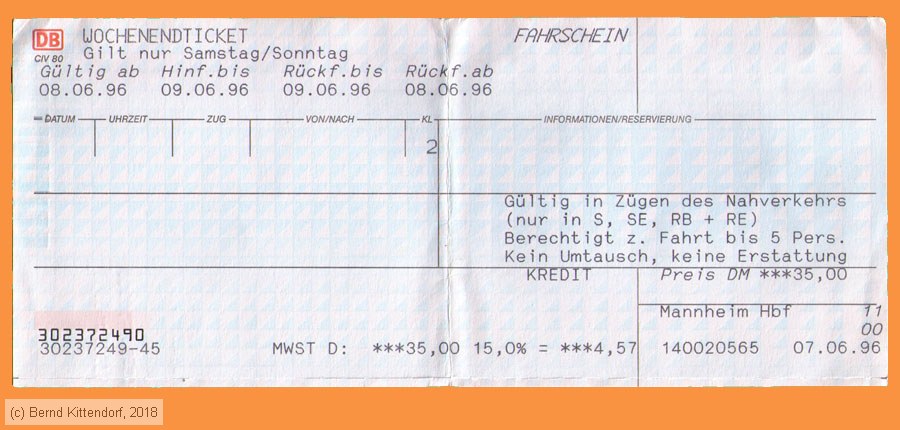 DB WOCHENENDTICKET FAHRSCHEIN
CIV 80 Gilt nur Samstag/Sonntag
Gültig ab Hinf.bis Rückf.bis Rückf.ab
08.06.96 09.06.96 09.06.96 08.06.96
DATUM UHRZEIT ZUG VON/NACH KL INFORMATIONEN/RESERVIERUNG
2
Gültig in Zügen des Nahverkehrs
(nur in S, SE, RB + RE)
Berechtigt z. Fahrt bis 5 Pers.
Kein Umtausch, keine Erstattung
KREDIT Preis DM ***35,00
Mannheim Hbf 11
00
302372490
30237249-45 MWST D: ***35,00 15,0% = ***4,57 140020565 07.06.96
(c) Bernd Kittendorf, 2018